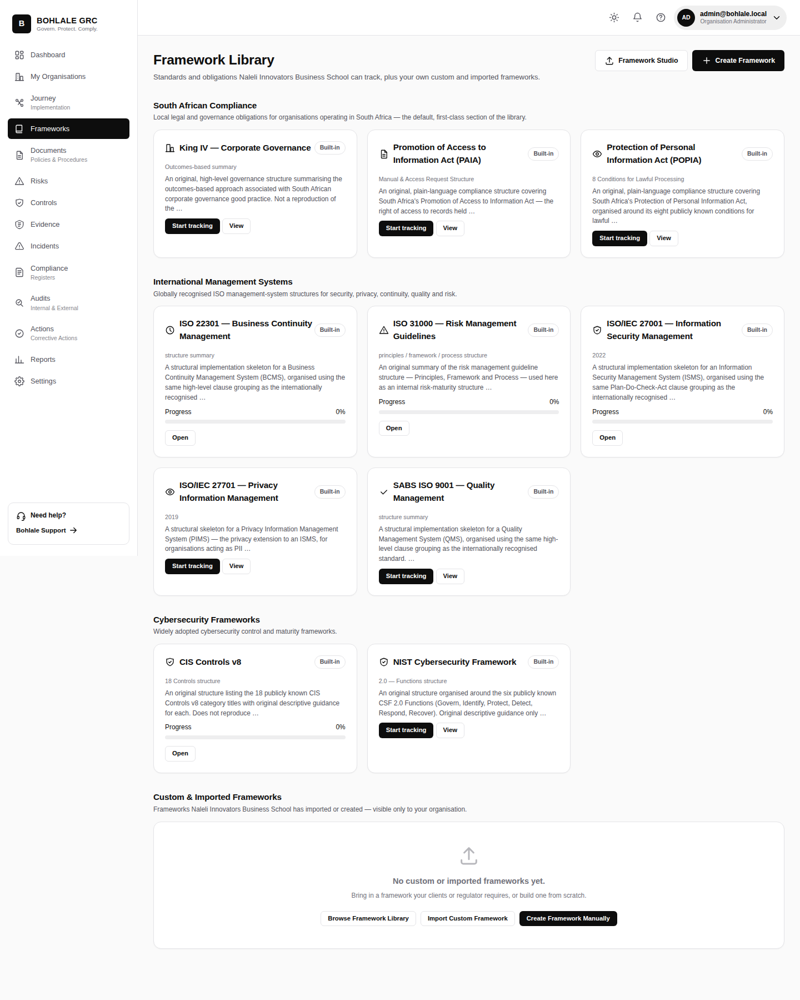 B
BOHLALE GRC
Govern. Protect. Comply.
Dashboard
My Organisations
Journey
Implementation
Frameworks
Documents
Policies & Procedures
Risks
Controls
Evidence
Incidents
Compliance
Registers
Audits
Internal & External
Actions
Corrective Actions
Reports
Settings
Need help?
Bohlale Support
AD
admin@bohlale.local
Organisation Administrator
Framework Library
Standards and obligations Naleli Innovators Business School can track, plus your own custom and imported frameworks.
Framework Studio
Create Framework
South African Compliance
Local legal and governance obligations for organisations operating in South Africa — the default, first-class section of the library.
King IV — Corporate Governance
Built-in
Outcomes-based summary
An original, high-level governance structure summarising the
outcomes-based approach associated with South African
corporate governance good practice. Not a reproduction of
the …
Start tracking
View
Promotion of Access to
Information Act (PAIA)
Built-in
Manual & Access Request Structure
An original, plain-language compliance structure covering
South Africa's Promotion of Access to Information Act — the
right of access to records held …
Start tracking
View
Protection of Personal
Information Act (POPIA)
Built-in
8 Conditions for Lawful Processing
An original, plain-language compliance structure covering
South Africa's Protection of Personal Information Act,
organised around its eight publicly known conditions for
lawful …
Start tracking
View
International Management Systems
Globally recognised ISO management-system structures for security, privacy, continuity, quality and risk.
ISO 22301 — Business Continuity
Management
Built-in
structure summary
A structural implementation skeleton for a Business
Continuity Management System (BCMS), organised using the
same high-level clause grouping as the internationally
recognised …
Progress
0%
Open
ISO 31000 — Risk Management
Guidelines
Built-in
principles / framework / process structure
An original summary of the risk management guideline
structure — Principles, Framework and Process — used here
as an internal risk-maturity structure …
Progress
0%
Open
ISO/IEC 27001 — Information
Security Management
Built-in
2022
A structural implementation skeleton for an Information
Security Management System (ISMS), organised using the
same Plan-Do-Check-Act clause grouping as the
internationally recognised …
Progress
0%
Open
ISO/IEC 27701 — Privacy
Information Management
Built-in
2019
A structural skeleton for a Privacy Information Management
System (PIMS) — the privacy extension to an ISMS, for
organisations acting as PII …
Start tracking
View
SABS ISO 9001 — Quality
Management
Built-in
structure summary
A structural implementation skeleton for a Quality
Management System (QMS), organised using the same high-
level clause grouping as the internationally recognised
standard. …
Start tracking
View
Cybersecurity Frameworks
Widely adopted cybersecurity control and maturity frameworks.
CIS Controls v8
Built-in
18 Controls structure
An original structure listing the 18 publicly known CIS
Controls v8 category titles with original descriptive guidance
for each. Does not reproduce …
Progress
0%
Open
NIST Cybersecurity Framework
Built-in
2.0 — Functions structure
An original structure organised around the six publicly known
CSF 2.0 Functions (Govern, Identify, Protect, Detect,
Respond, Recover). Original descriptive guidance only …
Start tracking
View
Custom & Imported Frameworks
Frameworks Naleli Innovators Business School has imported or created — visible only to your organisation.
No custom or imported frameworks yet.
Bring in a framework your clients or regulator requires, or build one from scratch.
Browse Framework Library
Import Custom Framework
Create Framework Manually